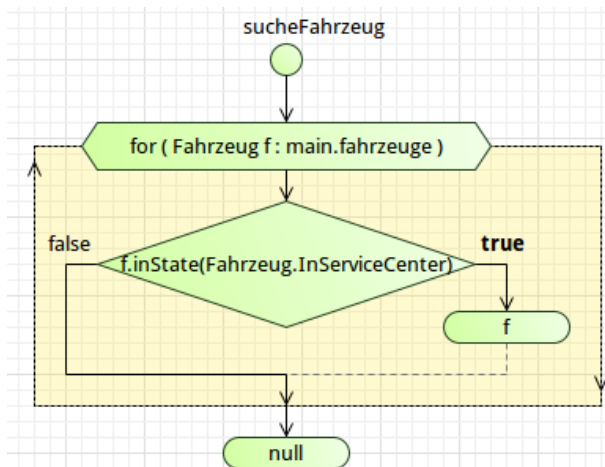 sucheFahrzeug
for ( Fahrzeug f : main.fahrzeuge )
false
true
f.inState(Fahrzeug.InServiceCenter)
f
null